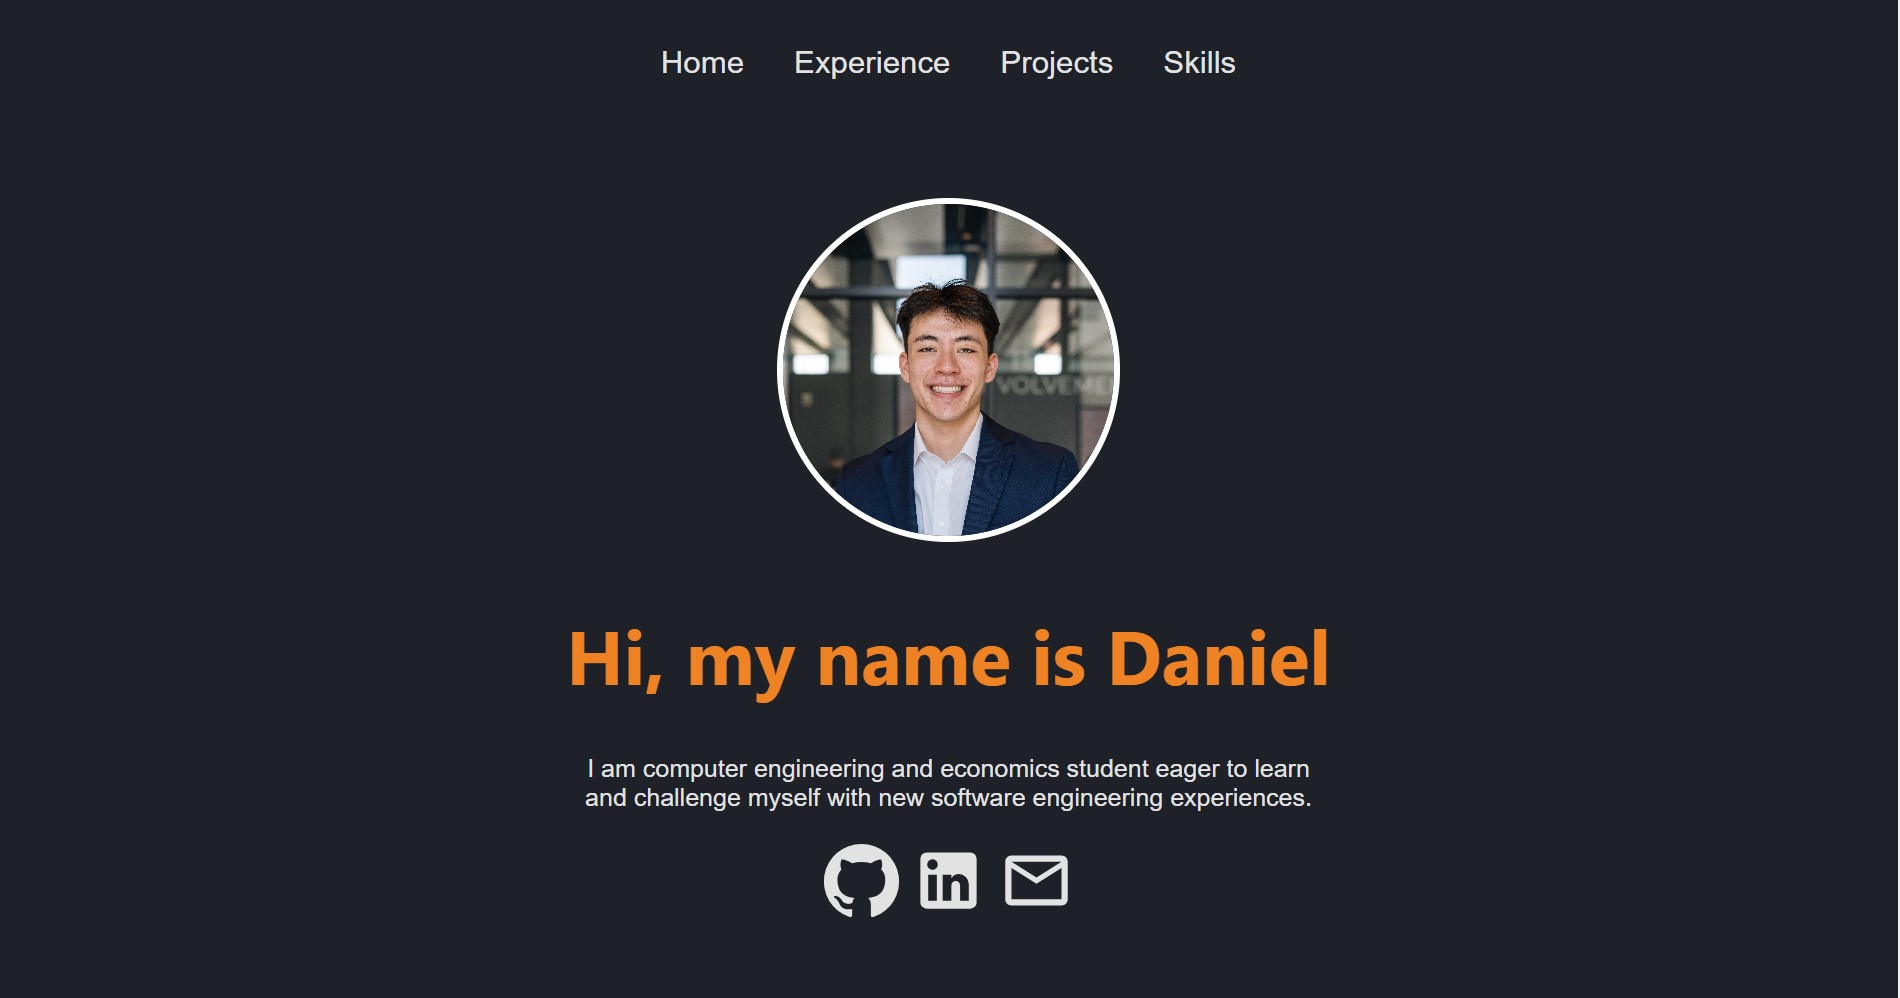 Home Experience Projects Skills
VOLVEME
Hi, my name is Daniel
I am computer engineering and economics student eager to learn
and challenge myself with new software engineering experiences.
in